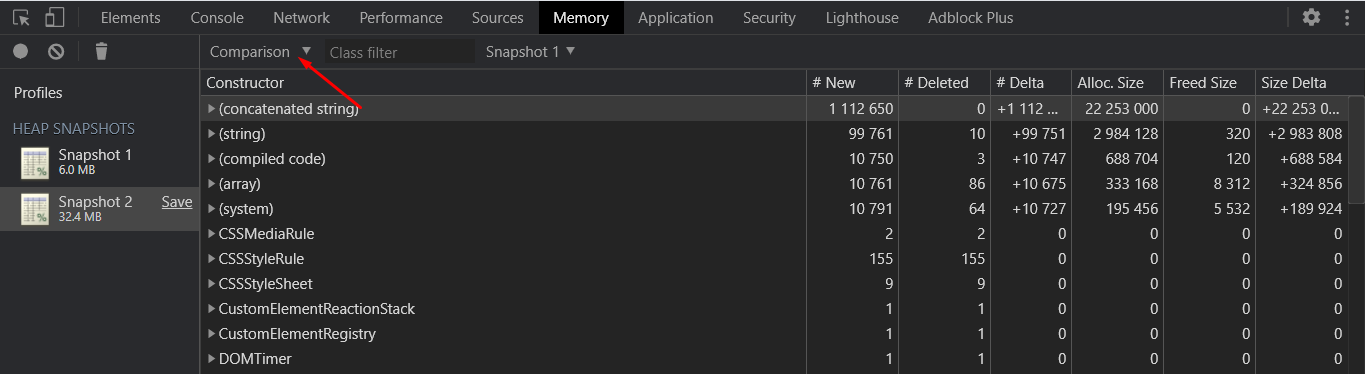 Elements Console Network Performance Sources Memory Application Security Lighthouse Adblock Plus
Comparison Class filter Snapshot 1
Profiles
HEAP SNAPSHOTS
Snapshot 1
6.0 MB
Snapshot 2 Save
32.4 MB
Constructor # New # Deleted # Delta Alloc. Size Freed Size Size Delta
(concatenated string) 1 112 650 0 +1 112 ... 22 253 000 0 +22 253 0...
(string) 99 761 10 +99 751 2 984 128 320 +2 983 808
(compiled code) 10 750 3 +10 747 688 704 120 +688 584
(array) 10 761 86 +10 675 333 168 8 312 +324 856
(system) 10 791 64 +10 727 195 456 5 532 +189 924
CSSMediaRule 2 2 0 0 0 0
CSSStyleRule 155 155 0 0 0 0
CSSStyleSheet 9 9 0 0 0 0
CustomElementReactionStack 1 1 0 0 0 0
CustomElementRegistry 1 1 0 0 0 0
DOMTimer 1 1 0 0 0 0